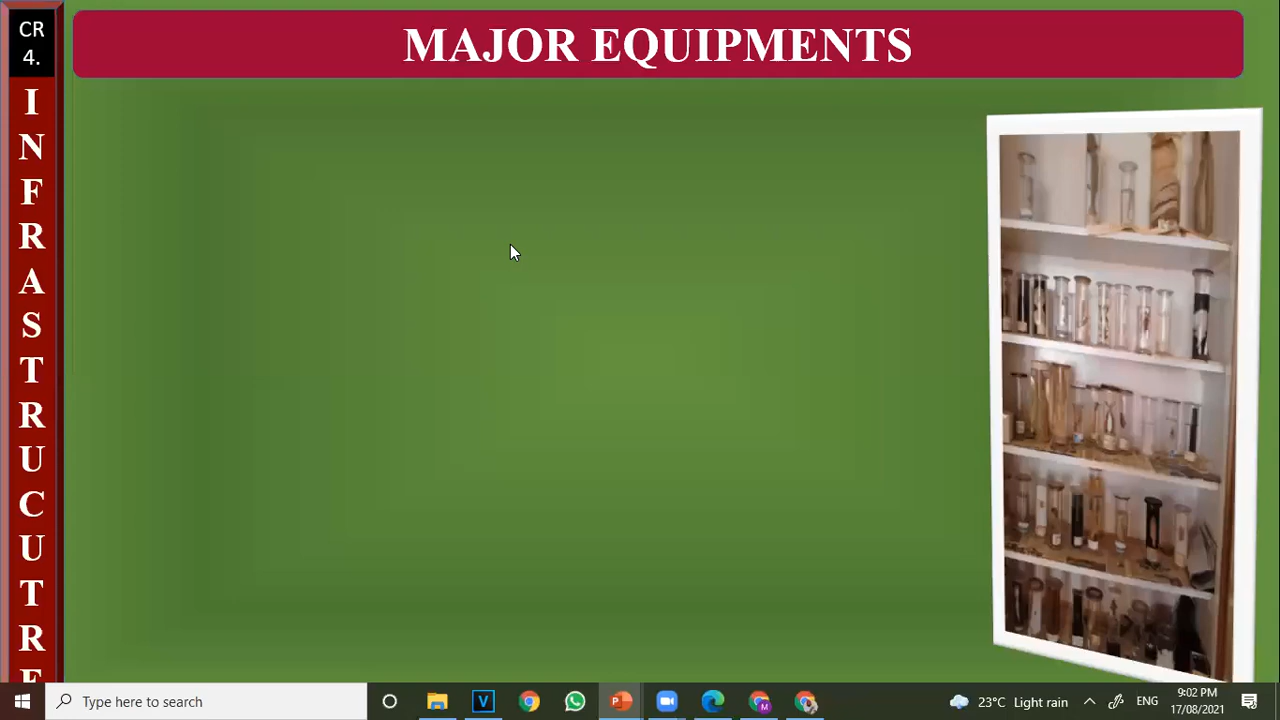 CR
4.
I
N
F
R
A
S
T
R
U
C
U
T
R
E
MAJOR EQUIPMENTS
Type here to search
V
M
23°C Light rain
ENG
9:02 PM
17/08/2021